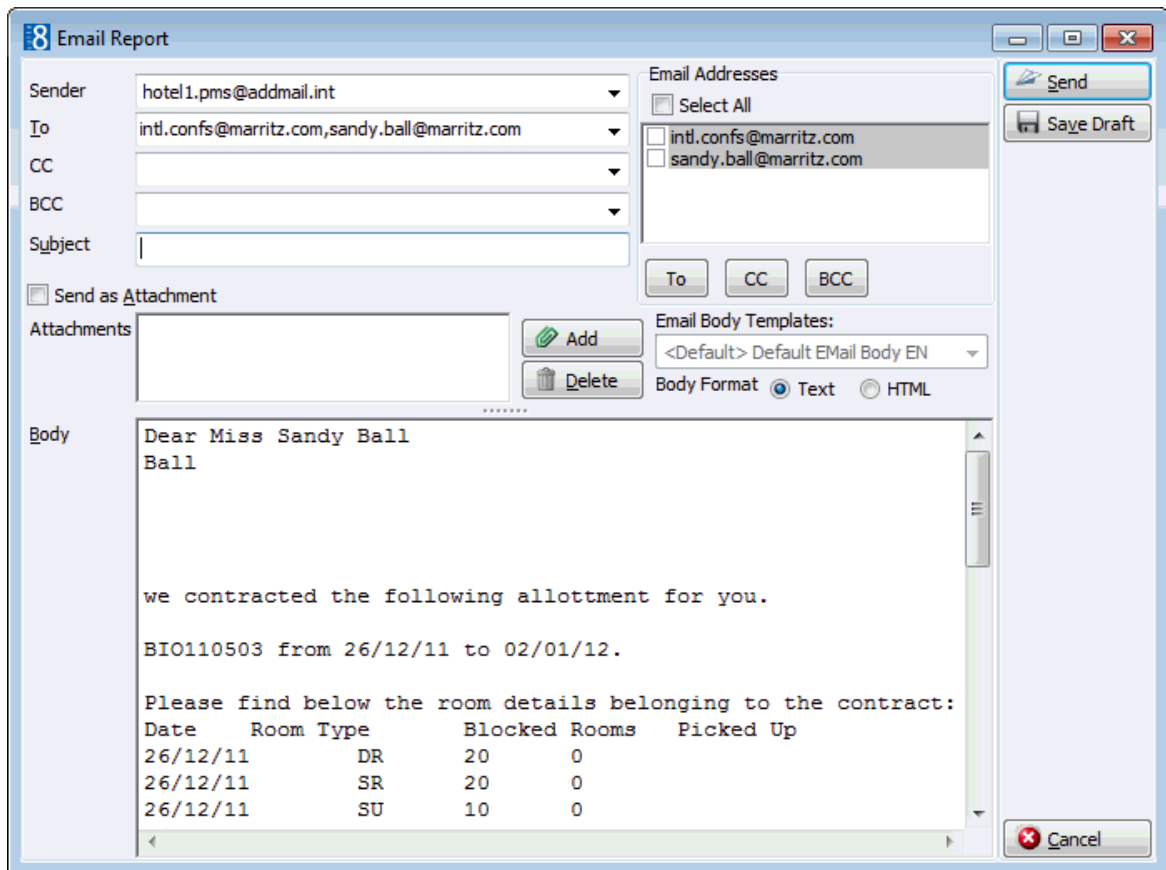 8 Email Report
Sender hotel1.pms@addmail.int
To intl.confs@marritz.com,sandy.ball@marritz.com
CC
BCC
Subject
Send as Attachment
Attachments
Add
Delete
Email Addresses
Select All
intl.confs@marritz.com
sandy.ball@marritz.com
To CC BCC
Email Body Templates:
<Default> Default EMail Body EN
Body Format Text HTML
Send
Save Draft
Body
Dear Miss Sandy Ball
Ball
we contracted the following allottment for you.
BIO110503 from 26/12/11 to 02/01/12.
Please find below the room details belonging to the contract:
Date Room Type Blocked Rooms Picked Up
26/12/11 DR 20 0
26/12/11 SR 20 0
26/12/11 SU 10 0
Cancel